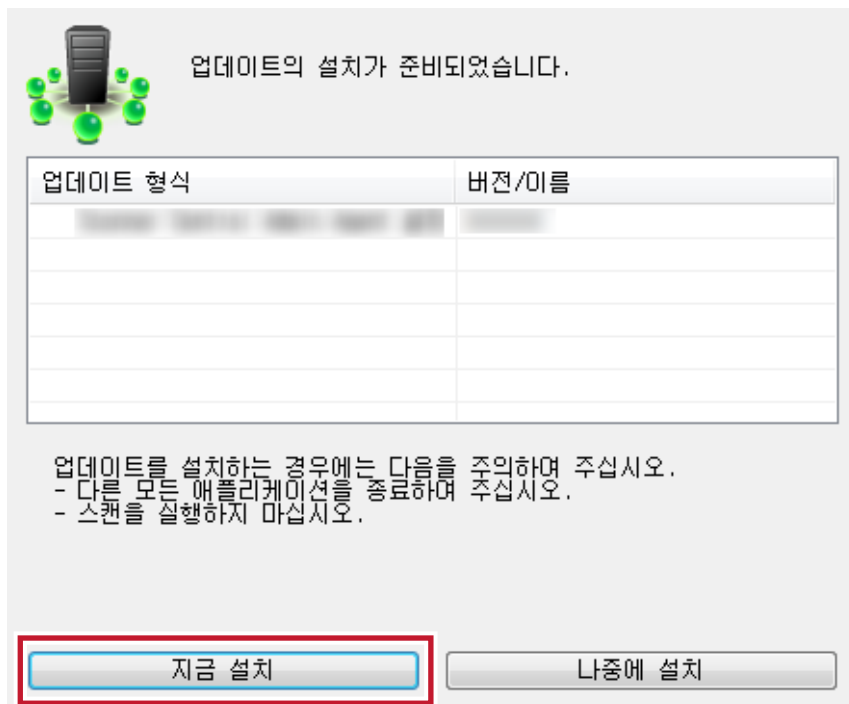 업데이트의 설치가 준비되었습니다.
업데이트 형식 버전/이름
업데이트를 설치하는 경우에는 다음을 주의하여 주십시오.
- 다른 모든 애플리케이션을 종료하여 주십시오.
- 스캔을 실행하지 마십시오.
지금 설치 나중에 설치